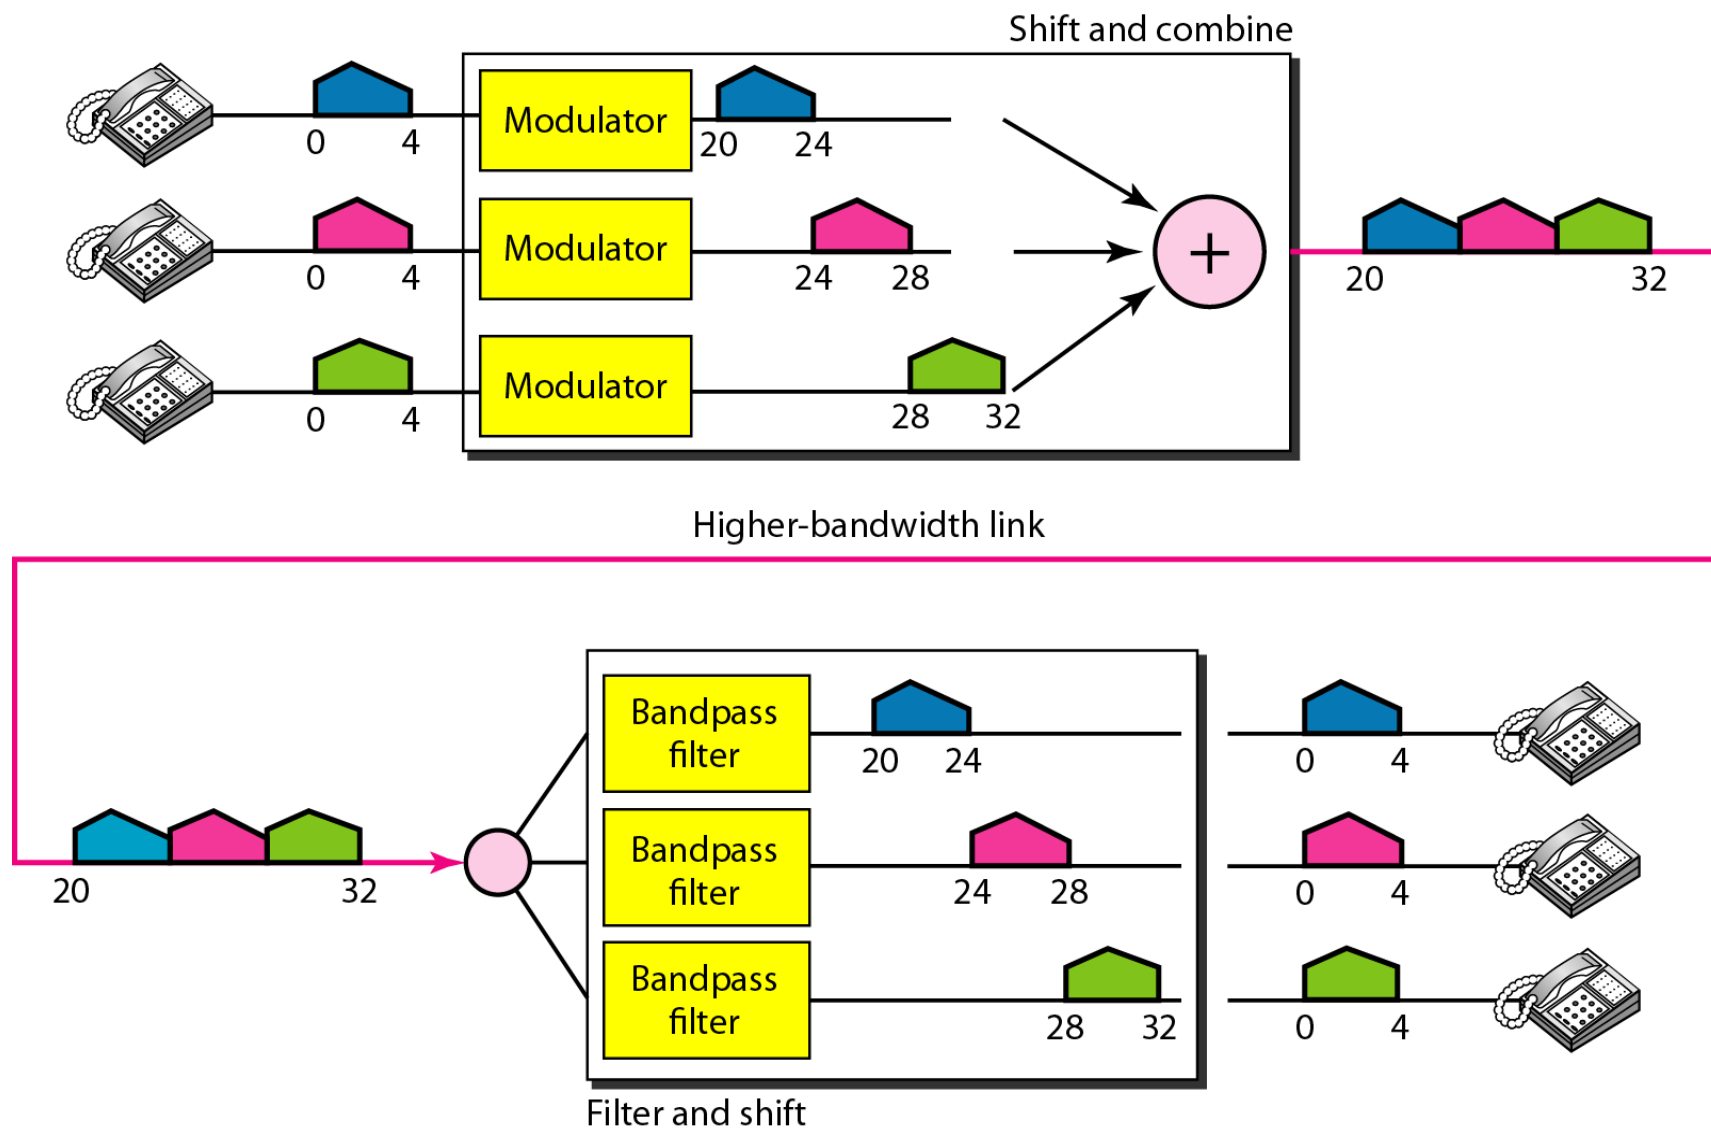 Shift and combine
Modulator
0 4
20 24
Modulator
0 4
24 28
+
20 32
Modulator
0 4
28 32
Higher-bandwidth link
Bandpass
filter
20 24
0 4
20 32
Bandpass
filter
24 28
0 4
Bandpass
filter
28 32
0 4
Filter and shift